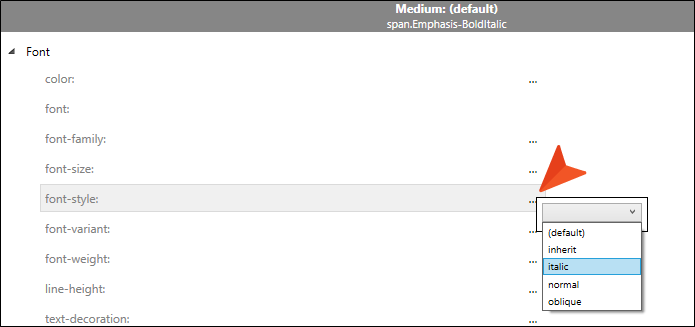 Medium: (default)
span.Emphasis-BoldItalic
Font
color: ...
font:
font-family: ...
font-size: ...
font-style: ...
font-variant: ...
font-weight: ...
line-height: ...
text-decoration: ...
(default)
inherit
italic
normal
oblique